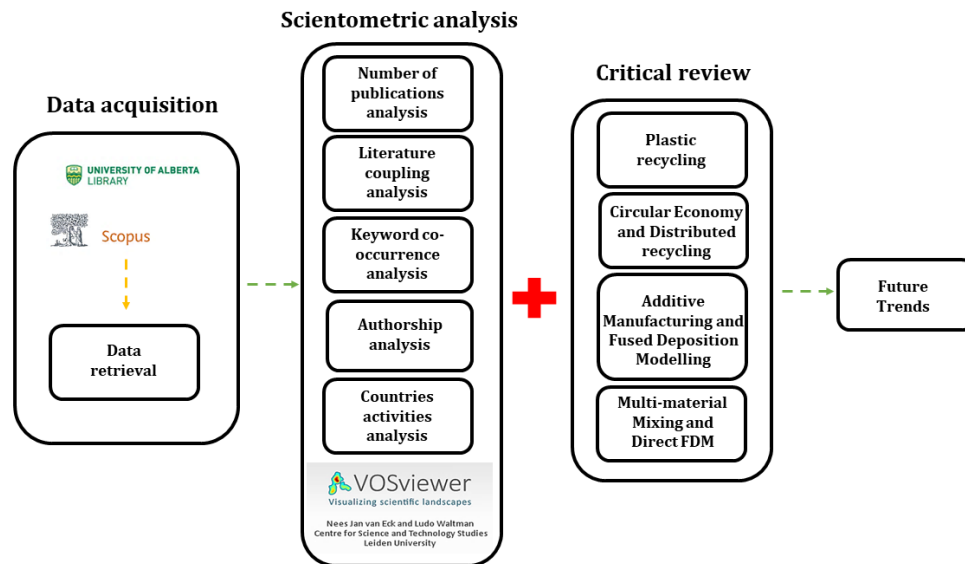 Data acquisition
UNIVERSITY OF ALBERTA
LIBRARY
Scopus
Data
retrieval
Scientometric analysis
Number of
publications
analysis
Literature
coupling
analysis
Keyword co-
occurrence
analysis
Authorship
analysis
Countries
activities
analysis
VOSviewer
Visualizing scientific landscapes
Nees Jan van Eck and Ludo Waltman
Centre for Science and Technology Studies
Leiden University
Critical review
Plastic
recycling
Circular Economy
and Distributed
recycling
Additive
Manufacturing and
Fused Deposition
Modelling
Multi-material
Mixing and
Direct FDM
Future
Trends